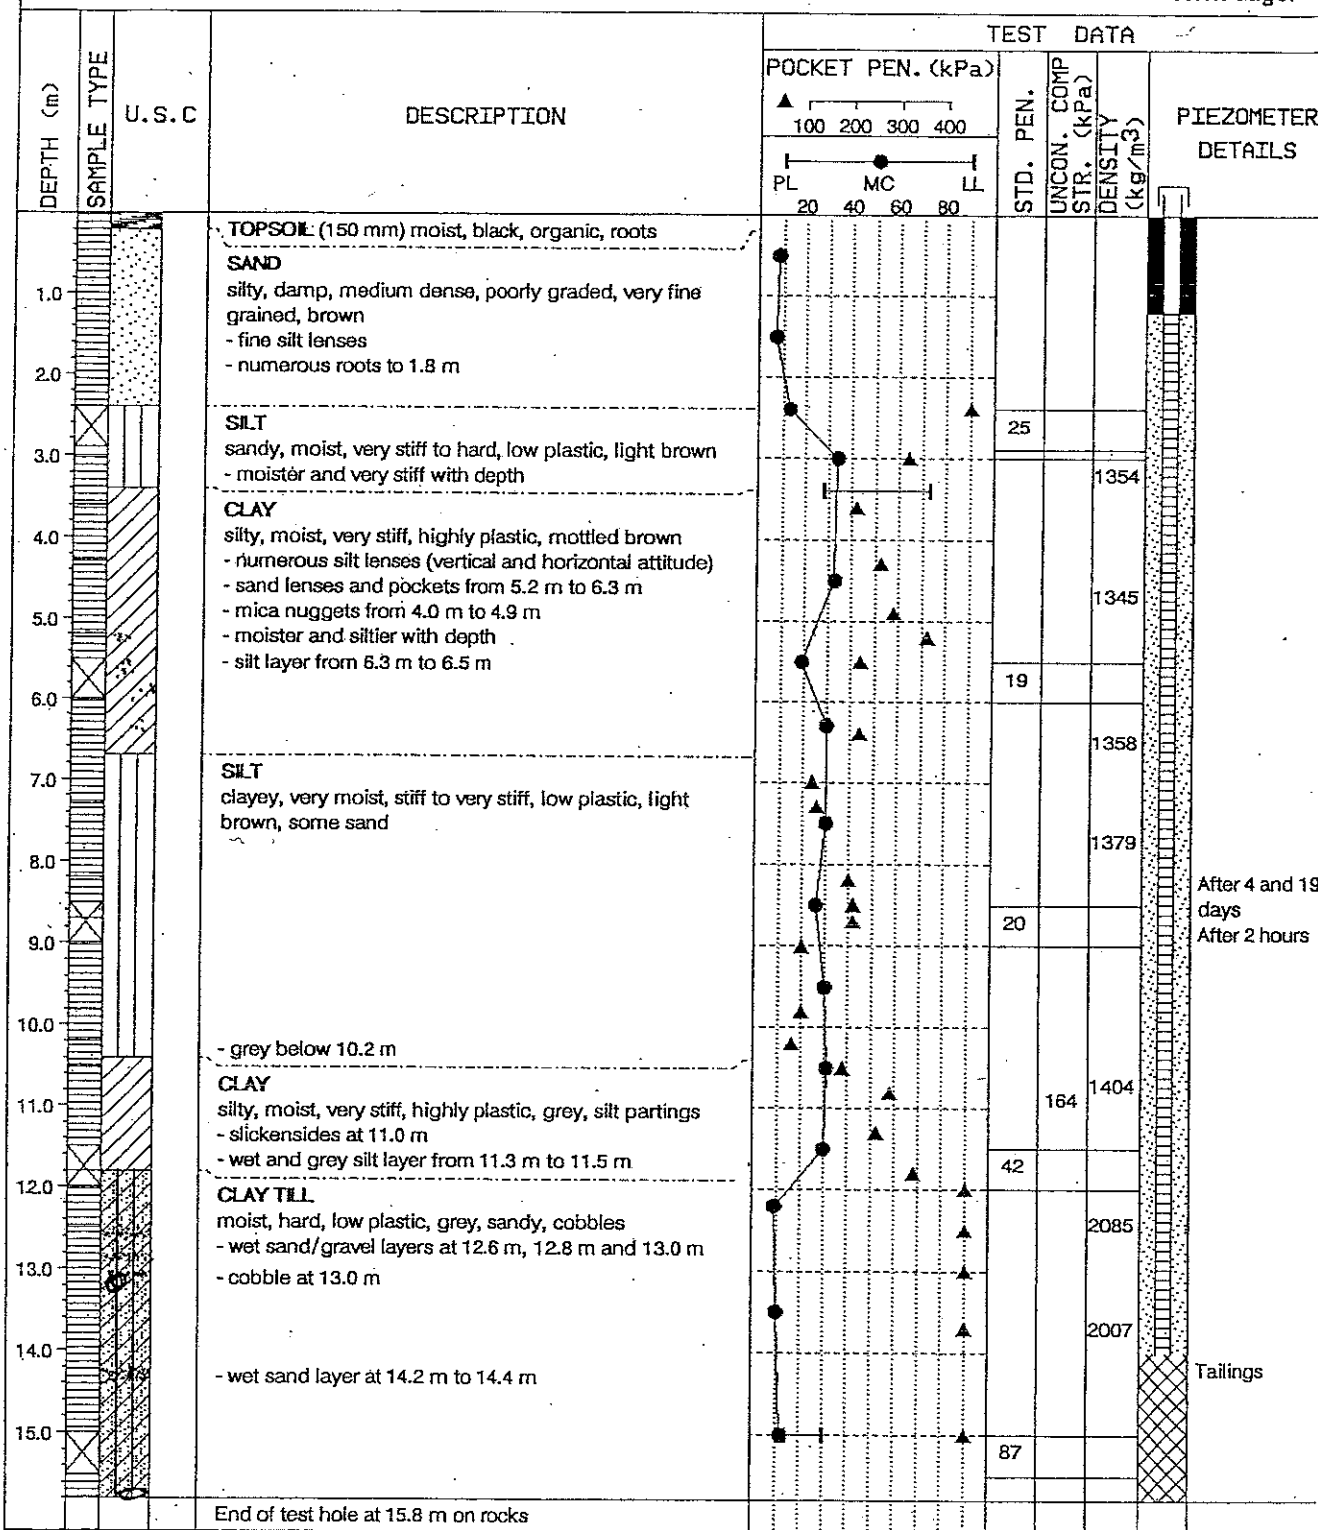 TEST DATA
DEPTH (m)
SAMPLE TYPE
U.S.C
DESCRIPTION
POCKET PEN. (kPa)
100 200 300 400
PL MC LL
20 40 60 80
STD. PEN.
UNCON. COMP
STR. (kPa)
DENSITY
(kg/m3)
PIEZOMETER
DETAILS
TOPSOIL (150 mm) moist, black, organic, roots
SAND
silty, damp, medium dense, poorly graded, very fine
grained, brown
- fine silt lenses
- numerous roots to 1.8 m
1.0
2.0
SILT
sandy, moist, very stiff to hard, low plastic, light brown
- moister and very stiff with depth
25
3.0
1354
CLAY
silty, moist, very stiff, highly plastic, mottled brown
- numerous silt lenses (vertical and horizontal attitude)
- sand lenses and pockets from 5.2 m to 6.3 m
- mica nuggets from 4.0 m to 4.9 m
- moister and siltier with depth
- silt layer from 6.3 m to 6.5 m
4.0
5.0
6.0
1345
19
1358
SILT
clayey, very moist, stiff to very stiff, low plastic, light
brown, some sand
7.0
8.0
9.0
10.0
1379
20
After 4 and 19
days
After 2 hours
- grey below 10.2 m
CLAY
silty, moist, very stiff, highly plastic, grey, silt partings
- slickensides at 11.0 m
- wet and grey silt layer from 11.3 m to 11.5 m
11.0
164
1404
42
12.0
CLAY TILL
moist, hard, low plastic, grey, sandy, cobbles
- wet sand/gravel layers at 12.6 m, 12.8 m and 13.0 m
- cobble at 13.0 m
2085
13.0
2007
14.0
- wet sand layer at 14.2 m to 14.4 m
Tailings
15.0
87
End of test hole at 15.8 m on rocks